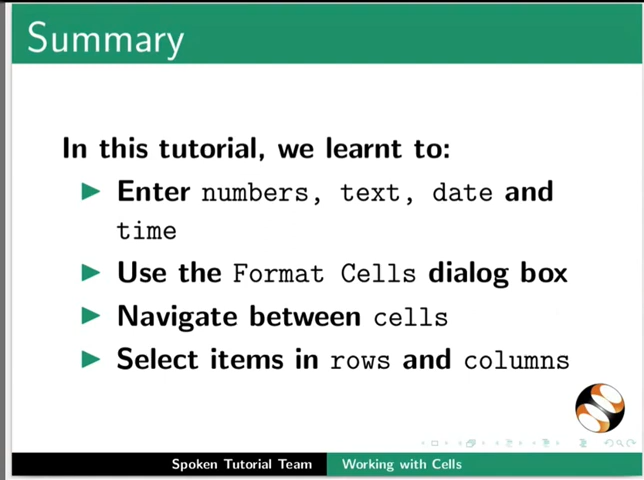 Summary
In this tutorial, we learnt to:
Enter numbers, text, date and
time
Use the Format Cells dialog box
Navigate between cells
Select items in rows and columns
Spoken Tutorial Team Working with Cells